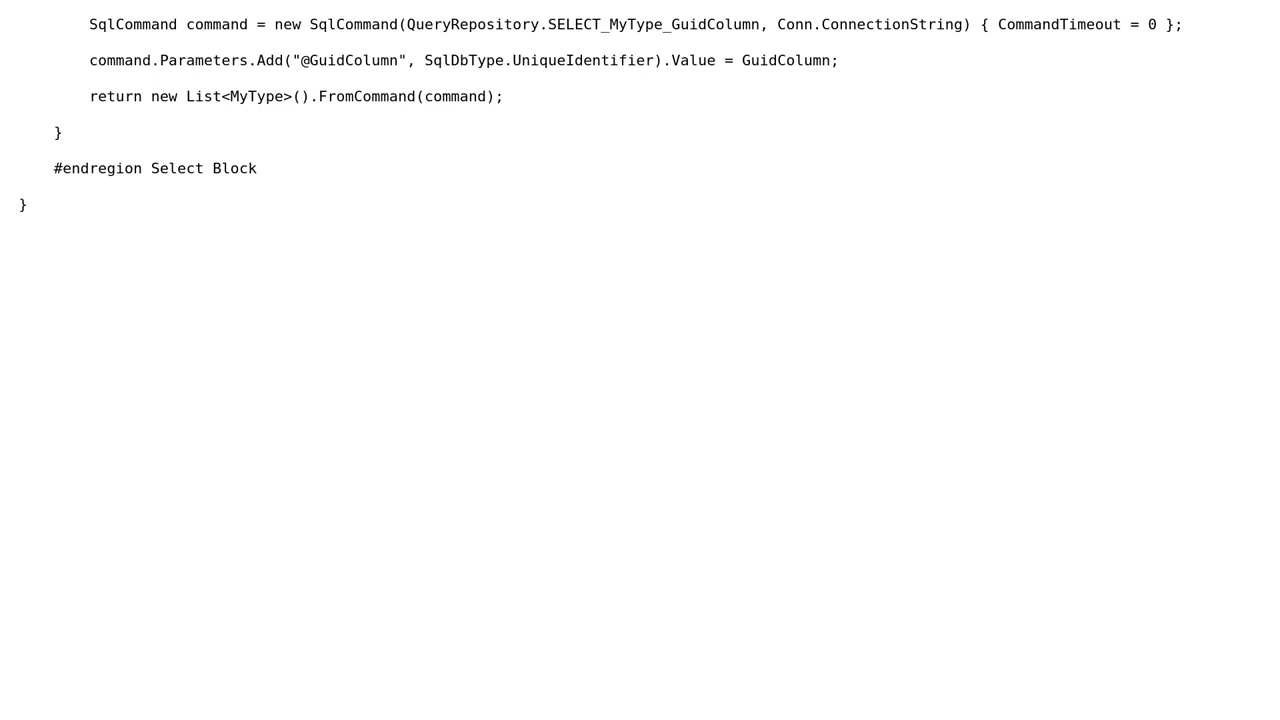 SqlCommand command = new SqlCommand(QueryRepository.SELECT_MyType_GuidColumn, Conn.ConnectionString) { CommandTimeout = 0 };
        command.Parameters.Add("@GuidColumn", SqlDbType.UniqueIdentifier).Value = GuidColumn;
        return new List<MyType>().FromCommand(command);
    }
    #endregion Select Block
}